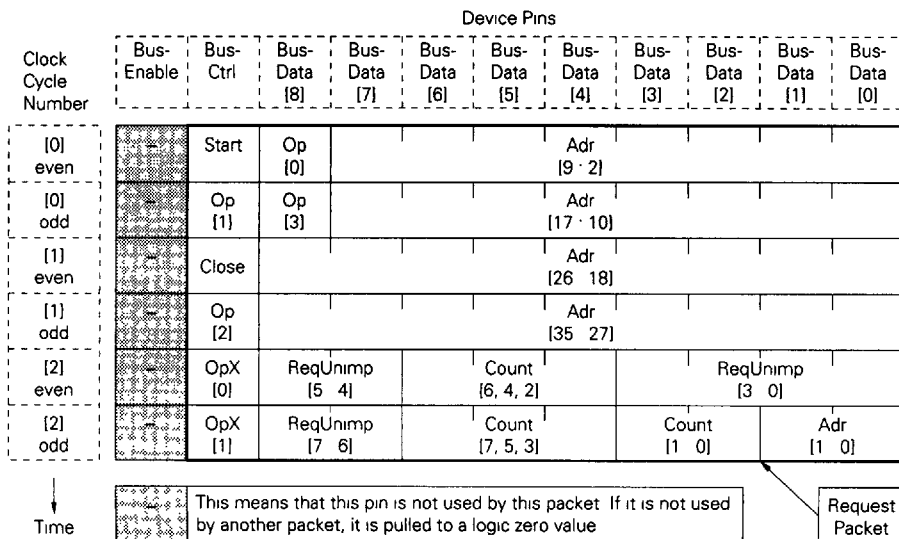 Device Pins
Clock Cycle Number
Bus-Enable Bus-Ctrl Bus-Data [8] Bus-Data [7] Bus-Data [6] Bus-Data [5] Bus-Data [4] Bus-Data [3] Bus-Data [2] Bus-Data [1] Bus-Data [0]
[0] even - Start Op [0] Adr [9 · 2]
[0] odd - Op [1] Op [3] Adr [17 · 10]
[1] even - Close Adr [26 18]
[1] odd - Op [2] Adr [35 27]
[2] even - OpX [0] ReqUnimp [5 4] Count [6, 4, 2] ReqUnimp [3 0]
[2] odd - OpX [1] ReqUnimp [7 6] Count [7, 5, 3] Count [1 0] Adr [1 0]
Time
- This means that this pin is not used by this packet If it is not used
by another packet, it is pulled to a logic zero value
Request
Packet